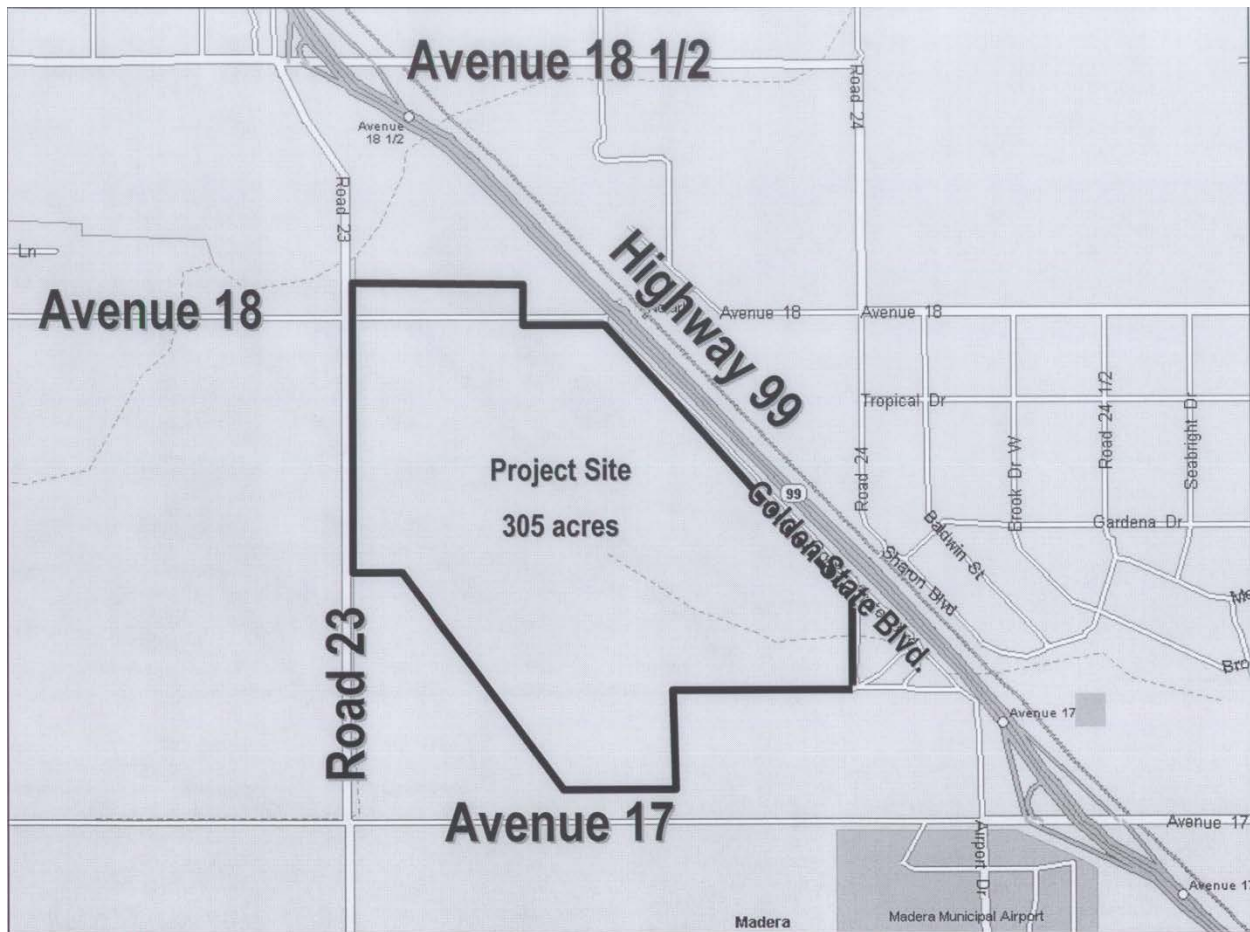 Avenue 18 1/2
Road 24
Avenue
18 1/2
Road 23
Ln
Highway 99
Avenue 18
Avenue 18
Avenue 18
Tropical Dr
Road 24 1/2
Seabright Dr
Brook Dr W
Road 24
Project Site
305 acres
99
Golden State Blvd.
Baldwin St
Gardena Dr
Sharon Blvd
Road 23
Avenue 17
Avenue 17
Avenue 17
Airport Dr
Avenue 17
Madera
Madera Municipal Airport